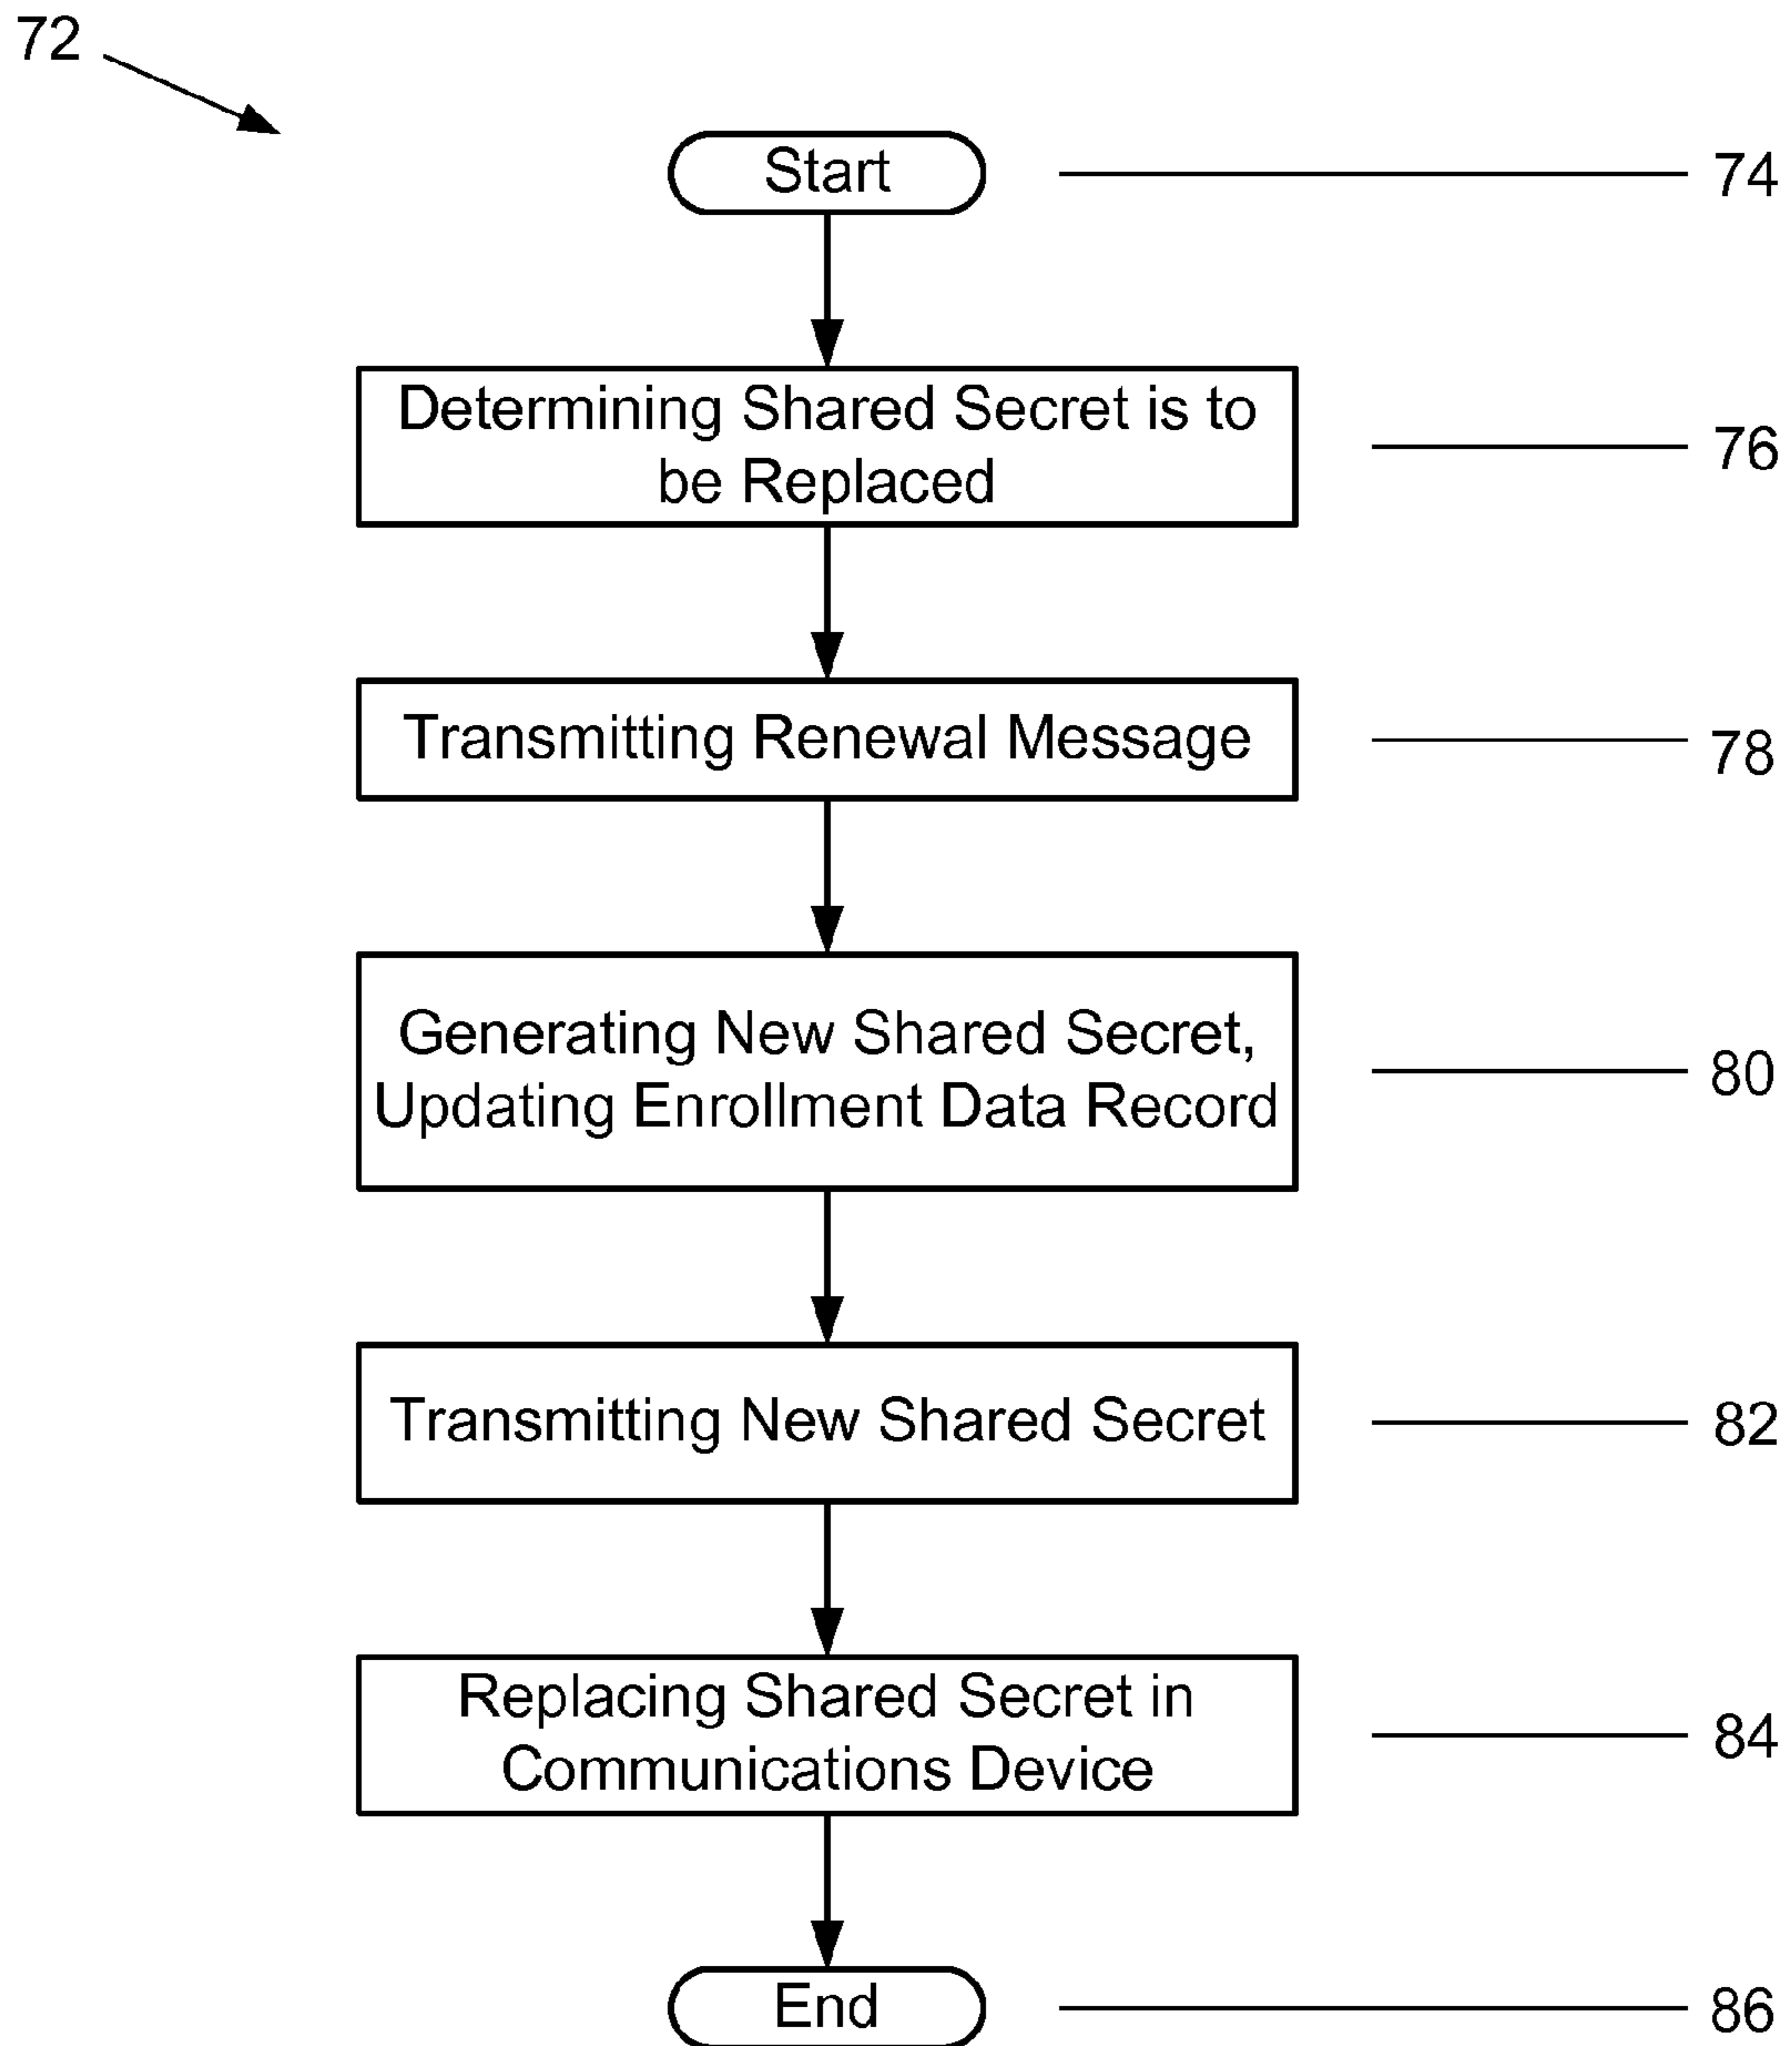 72
Start
74
Determining Shared Secret is to
be Replaced
76
Transmitting Renewal Message
78
Generating New Shared Secret,
Updating Enrollment Data Record
80
Transmitting New Shared Secret
82
Replacing Shared Secret in
Communications Device
84
End
86